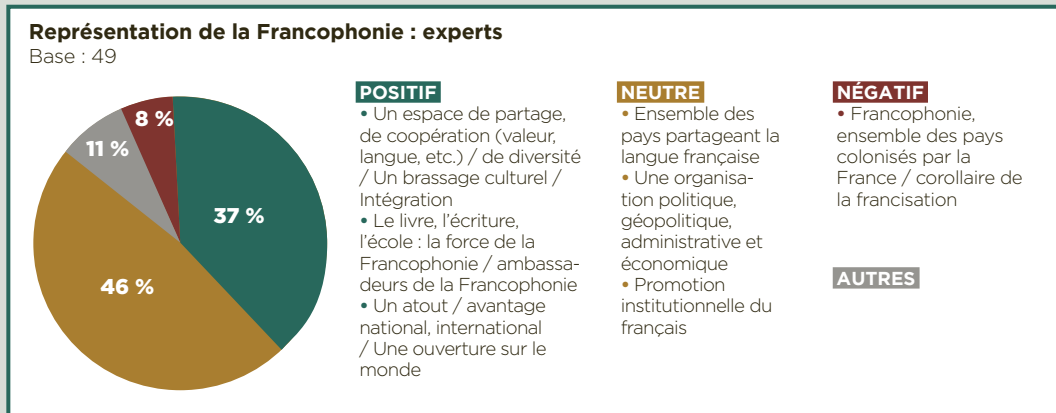 Représentation de la Francophonie : experts
Base : 49
8 %
11 %
37 %
46 %
POSITIF
• Un espace de partage,
de coopération (valeur,
langue, etc.) / de diversité
/ Un brassage culturel /
Intégration
• Le livre, l’écriture,
l’école : la force de la
Francophonie / ambassa-
deurs de la Francophonie
• Un atout / avantage
national, international
/ Une ouverture sur le
monde
NEUTRE
• Ensemble des
pays partageant la
langue française
• Une organisa-
tion politique,
géopolitique,
administrative et
économique
• Promotion
institutionnelle du
français
NÉGATIF
• Francophonie,
ensemble des pays
colonisés par la
France / corollaire de
la francisation
AUTRES